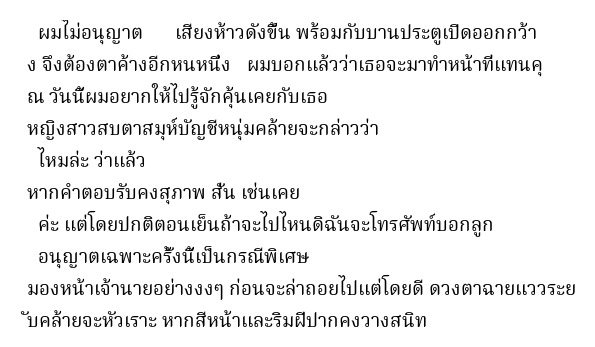 ผมไม่อนุญาต เสียงห้าวดังขึ้น พร้อมกับบานประตูเปิดออกกว้า
ง จึงต้องตาค้างอีกหนหนึ่ง ผมบอกแล้วว่าเธอจะมาทำหน้าที่แทนคุ
ณ วันนี้ผมอยากให้ไปรู้จักคุ้นเคยกับเธอ
หญิงสาวสบตาสมุห์บัญชีหนุ่มคล้ายจะกล่าวว่า
ไหมล่ะ ว่าแล้ว
หากคำตอบรับคงสุภาพ สั้น เช่นเคย
ค่ะ แต่โดยปกติตอนเย็นถ้าจะไปไหนดิฉันจะโทรศัพท์บอกลูก
อนุญาตเฉพาะครั้งนี้เป็นกรณีพิเศษ
มองหน้าเจ้านายอย่างงงๆ ก่อนจะล่าถอยไปแต่โดยดี ดวงตาฉายแววระย
ับคล้ายจะหัวเราะ หากสีหน้าและริมฝีปากคงวางสนิท